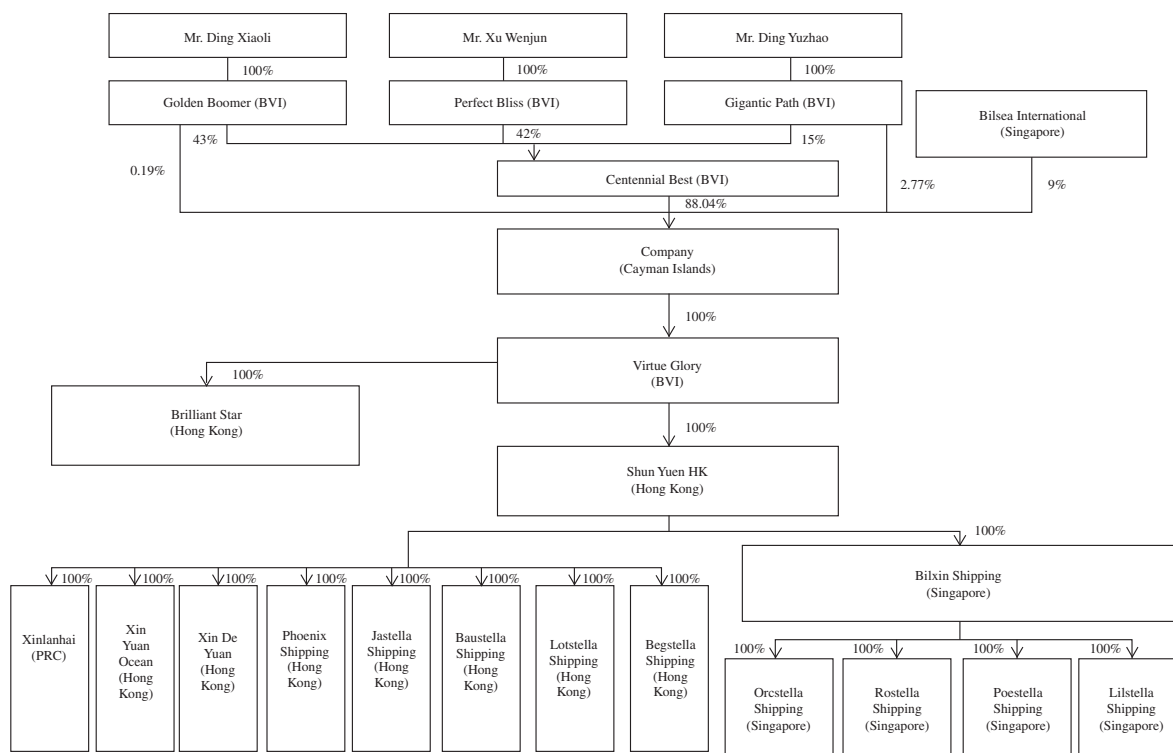 Mr. Ding Xiaoli
Mr. Xu Wenjun
Mr. Ding Yuzhao
100%
100%
100%
Golden Boomer (BVI)
Perfect Bliss (BVI)
Gigantic Path (BVI)
Bilsea International
(Singapore)
43%
42%
15%
0.19%
Centennial Best (BVI)
2.77%
9%
88.04%
Company
(Cayman Islands)
100%
Virtue Glory
(BVI)
100%
Brilliant Star
(Hong Kong)
100%
Shun Yuen HK
(Hong Kong)
100%
Bilxin Shipping
(Singapore)
100%
100%
100%
100%
100%
100%
100%
100%
Xinlanhai
(PRC)
Xin
Yuan
Ocean
(Hong
Kong)
Xin De
Yuan
(Hong
Kong)
Phoenix
Shipping
(Hong
Kong)
Jastella
Shipping
(Hong
Kong)
Baustella
Shipping
(Hong
Kong)
Lotstella
Shipping
(Hong
Kong)
Begstella
Shipping
(Hong
Kong)
100%
100%
100%
100%
Orcstella
Shipping
(Singapore)
Rostella
Shipping
(Singapore)
Poestella
Shipping
(Singapore)
Lilstella
Shipping
(Singapore)